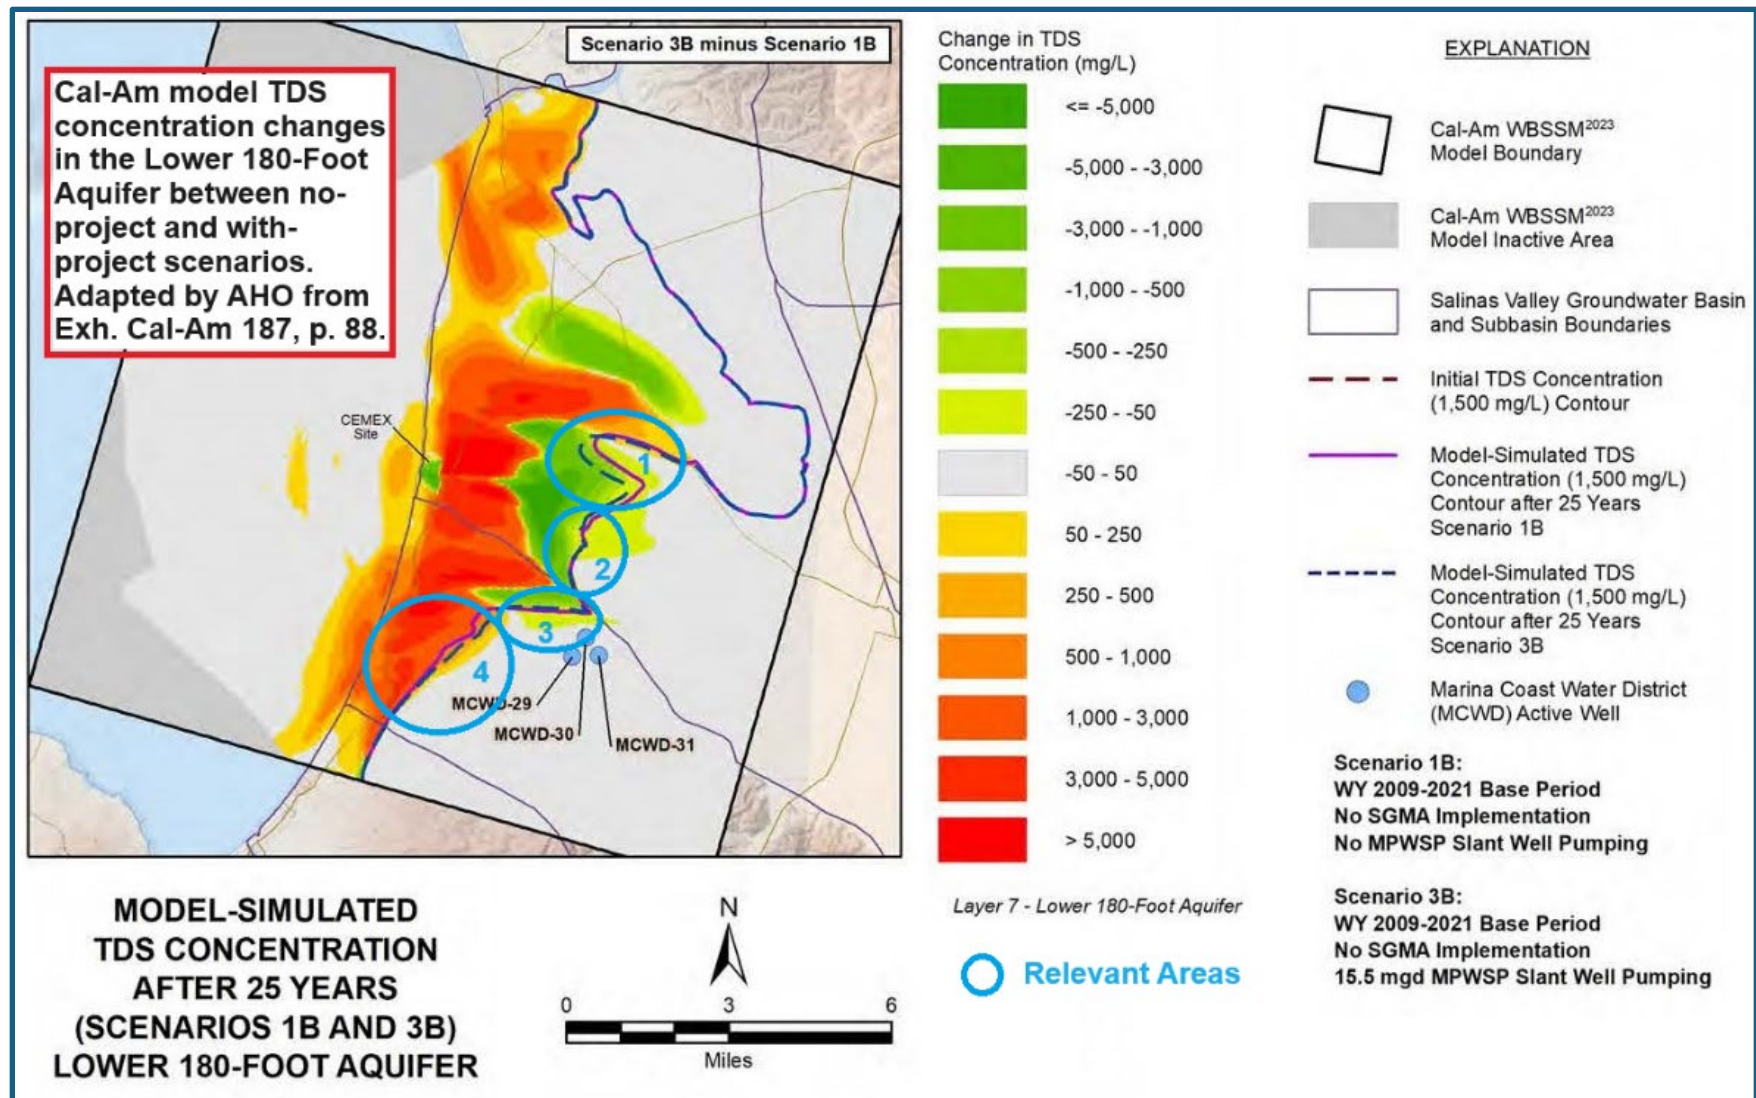 Scenario 3B minus Scenario 1B
Cal-Am model TDS
concentration changes
in the Lower 180-Foot
Aquifer between no-
project and with-
project scenarios.
Adapted by AHO from
Exh. Cal-Am 187, p. 88.
CEMEX
Site
1
2
3
4
MCWD-29
MCWD-30
MCWD-31
MODEL-SIMULATED
TDS CONCENTRATION
AFTER 25 YEARS
(SCENARIOS 1B AND 3B)
LOWER 180-FOOT AQUIFER
N
0 3 6
Miles
Change in TDS
Concentration (mg/L)
<= -5,000
-5,000 - -3,000
-3,000 - -1,000
-1,000 - -500
-500 - -250
-250 - -50
-50 - 50
50 - 250
250 - 500
500 - 1,000
1,000 - 3,000
3,000 - 5,000
> 5,000
Layer 7 - Lower 180-Foot Aquifer
Relevant Areas
EXPLANATION
Cal-Am WBSSM²⁰²³
Model Boundary
Cal-Am WBSSM²⁰²³
Model Inactive Area
Salinas Valley Groundwater Basin
and Subbasin Boundaries
Initial TDS Concentration
(1,500 mg/L) Contour
Model-Simulated TDS
Concentration (1,500 mg/L)
Contour after 25 Years
Scenario 1B
Model-Simulated TDS
Concentration (1,500 mg/L)
Contour after 25 Years
Scenario 3B
Marina Coast Water District
(MCWD) Active Well
Scenario 1B:
WY 2009-2021 Base Period
No SGMA Implementation
No MPWSP Slant Well Pumping
Scenario 3B:
WY 2009-2021 Base Period
No SGMA Implementation
15.5 mgd MPWSP Slant Well Pumping